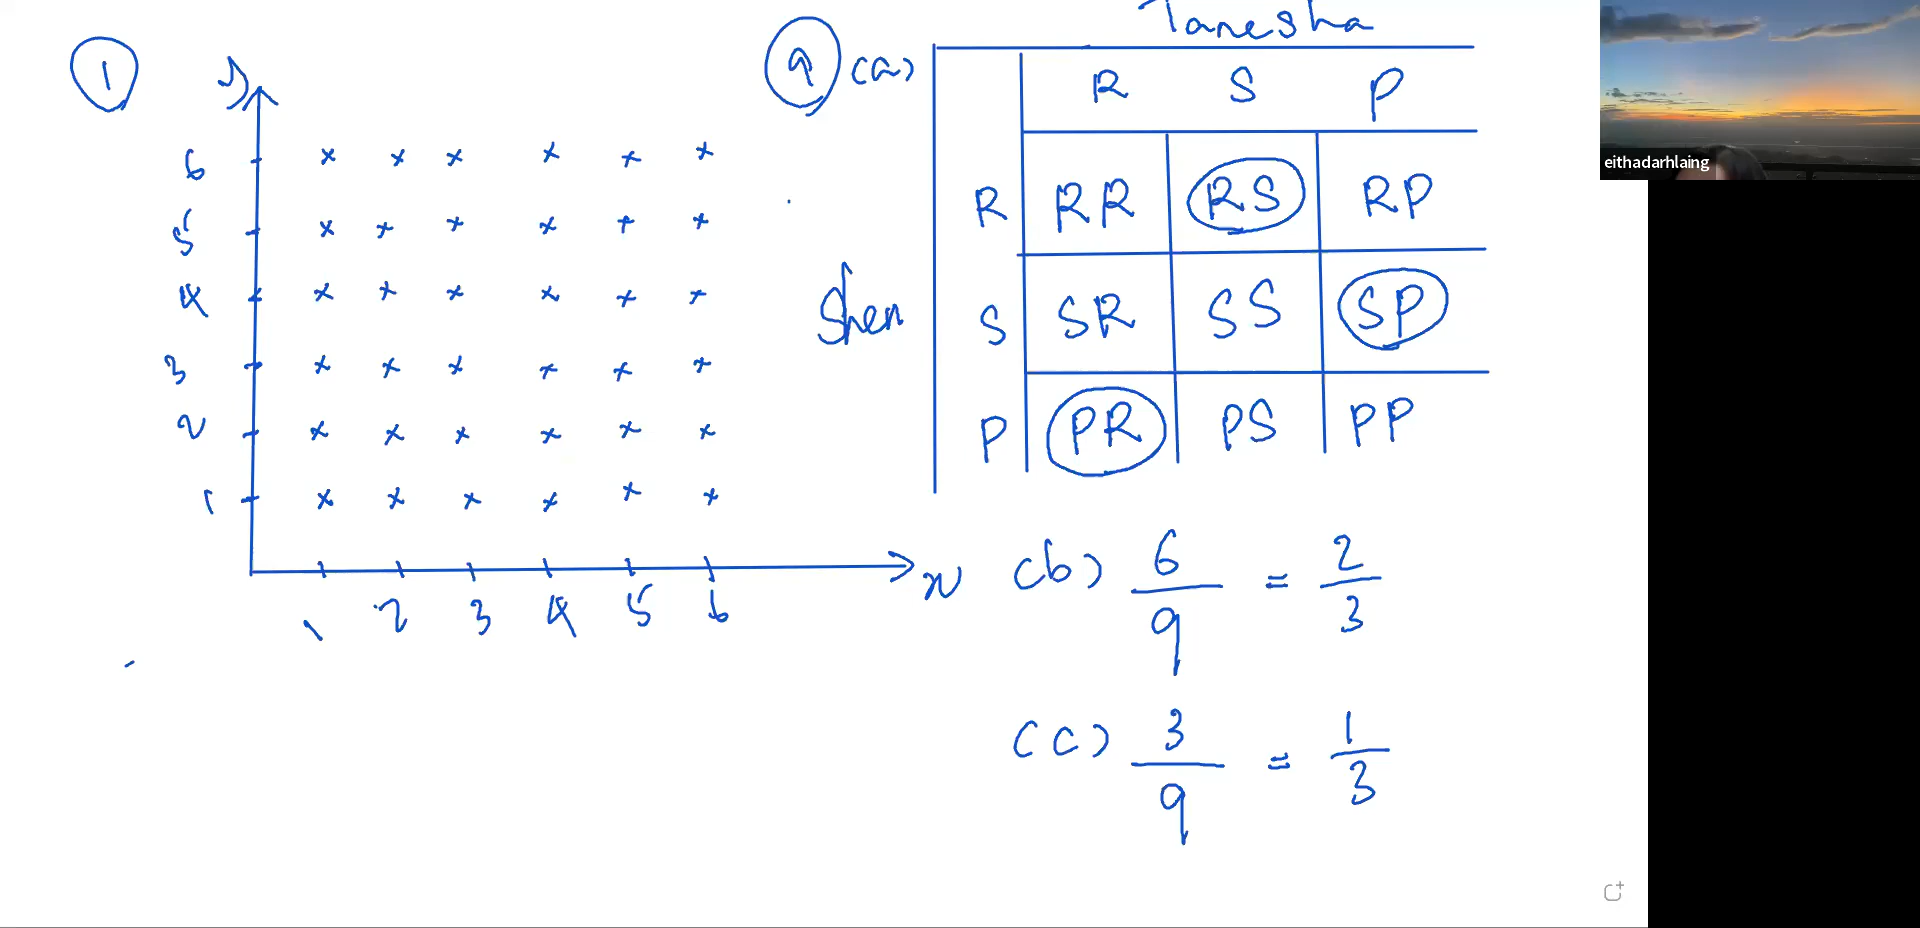 1
y
6
5
4
3
2
1
1 2 3 4 5 6
x
9 (a)
Tanesha
R S P
Shen
R RR RS RP
S SR SS SP
P PR PS PP
(b) 6/9 = 2/3
(c) 3/9 = 1/3
eithadarhlaing